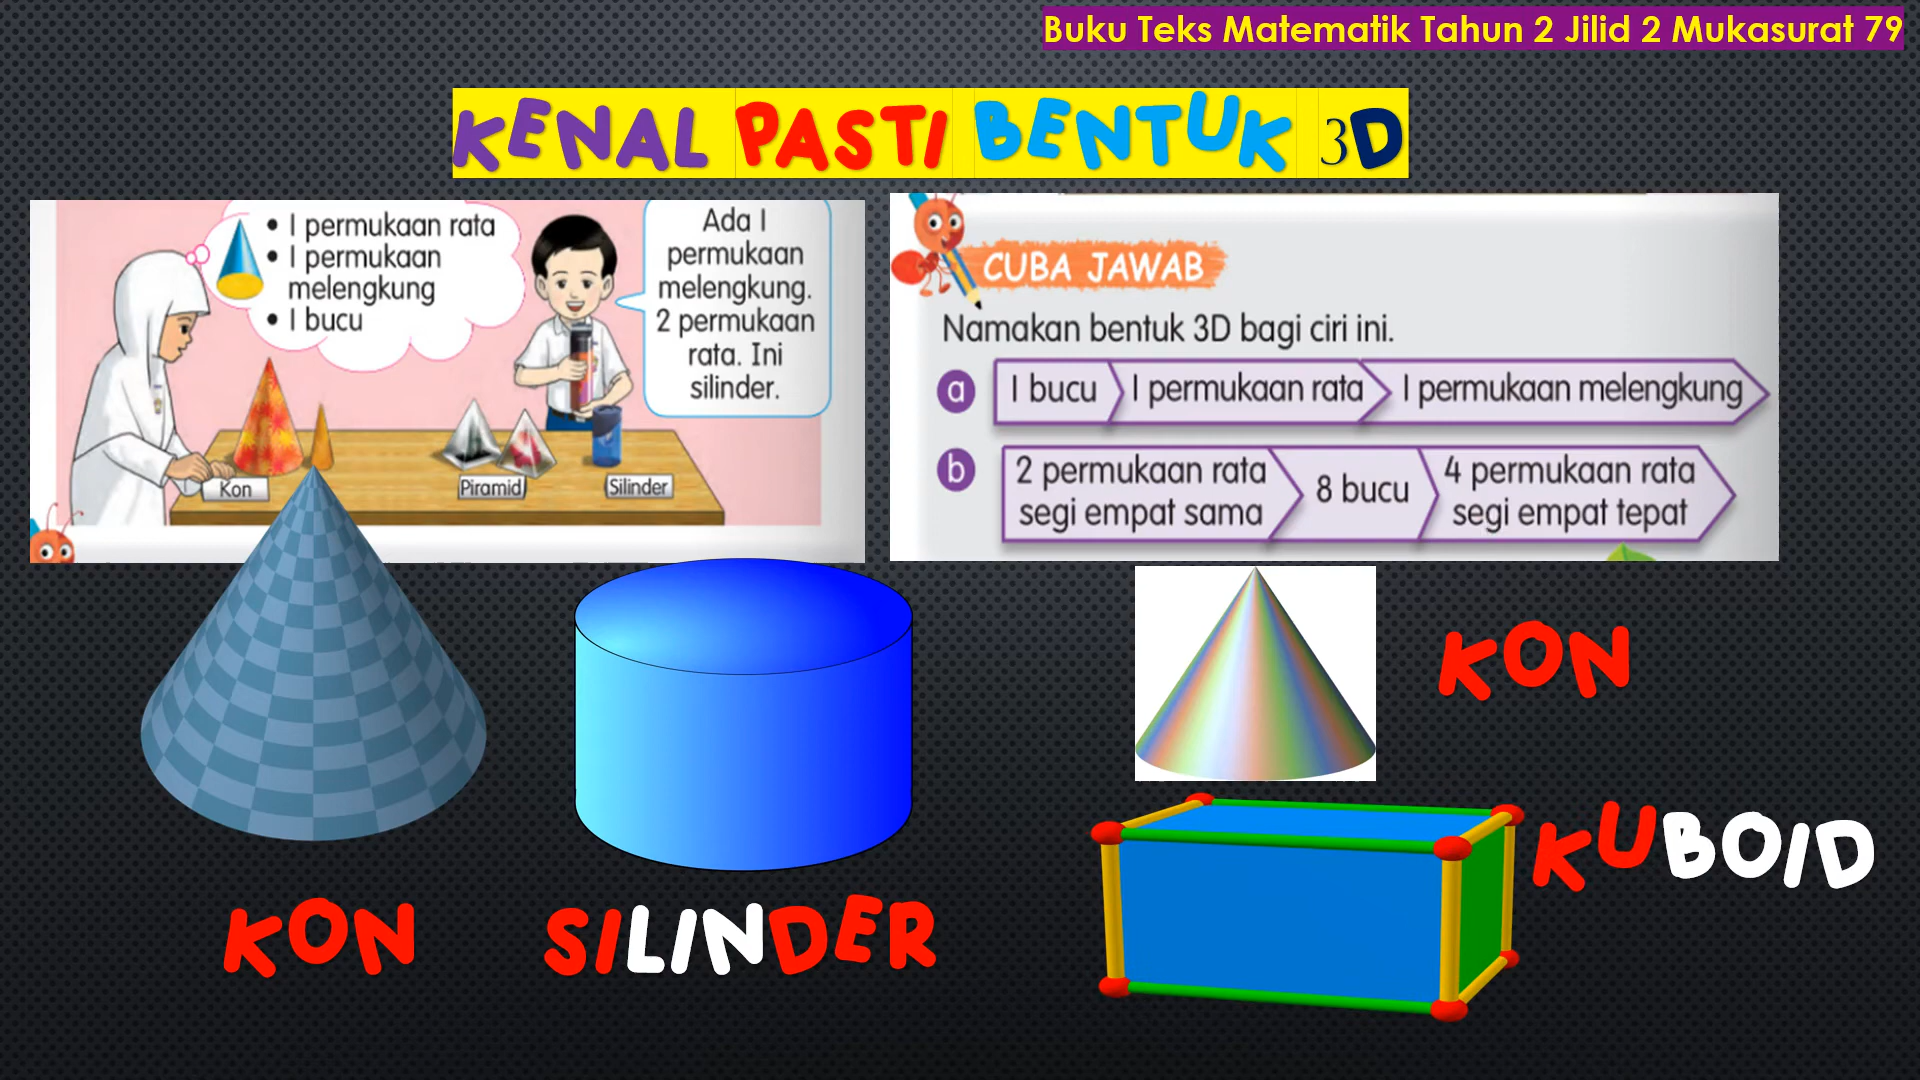 Buku Teks Matematik Tahun 2 Jilid 2 Mukasurat 79
KENAL PASTI BENTUK 3D
• 1 permukaan rata
• 1 permukaan
melengkung
• 1 bucu
Ada 1
permukaan
melengkung.
2 permukaan
rata. Ini
silinder.
Kon
Piramid
Silinder
CUBA JAWAB
Namakan bentuk 3D bagi ciri ini.
a 1 bucu 1 permukaan rata 1 permukaan melengkung
b 2 permukaan rata
segi empat sama
8 bucu
4 permukaan rata
segi empat tepat
KON
SILINDER
KON
KUBOID